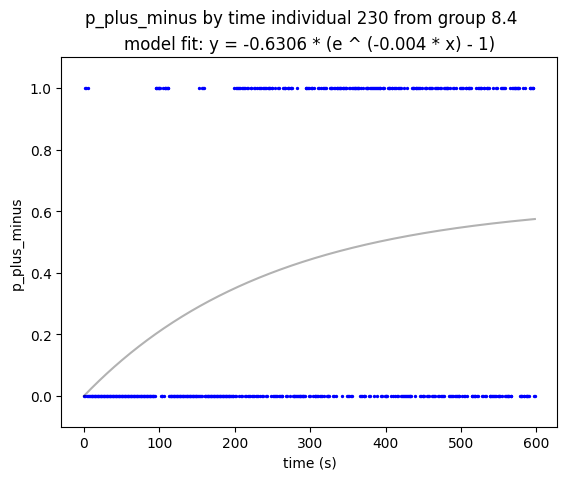 p_plus_minus by time individual 230 from group 8.4
model fit: y = -0.6306 * (e ^ (-0.004 * x) - 1)
1.0
0.8
0.6
0.4
0.2
0.0
p_plus_minus
0 100 200 300 400 500 600
time (s)